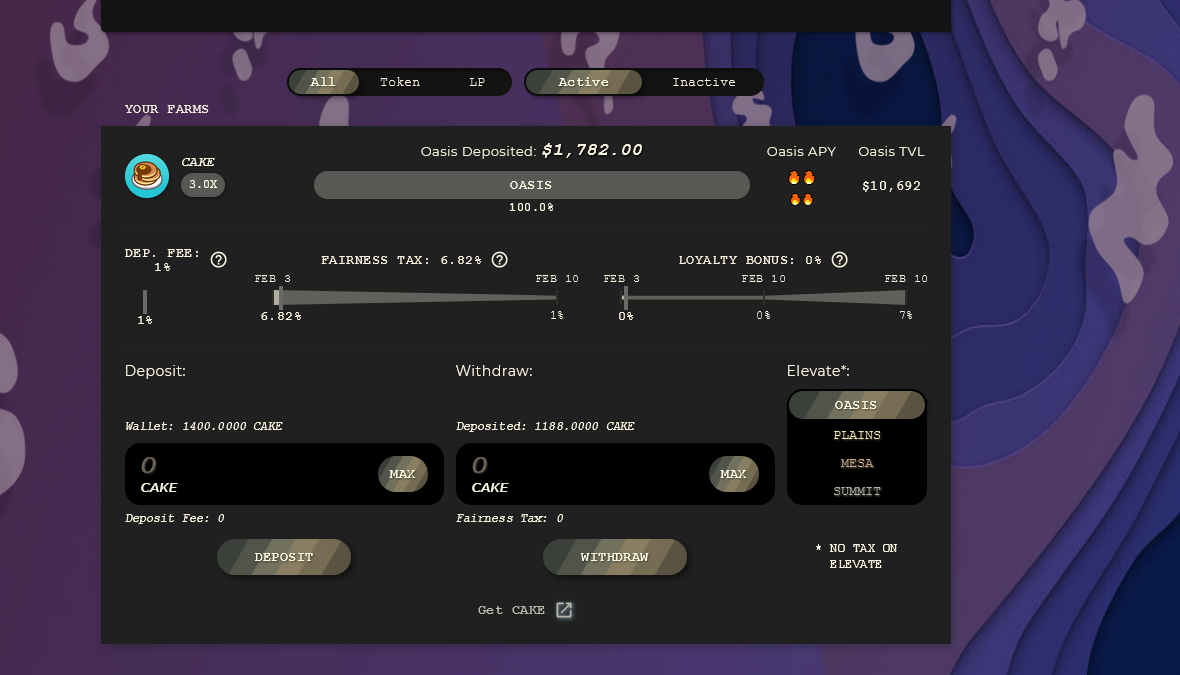 All Token LP Active Inactive
YOUR FARMS
CAKE
3.0X
Oasis Deposited: $1,782.00
OASIS
100.0%
Oasis APY
Oasis TVL
$10,692
DEP. FEE:
1%
1%
FAIRNESS TAX: 6.82%
FEB 3 FEB 10
6.82% 1%
LOYALTY BONUS: 0%
FEB 3 FEB 10 FEB 10
0% 0% 7%
Deposit:
Wallet: 1400.0000 CAKE
0
CAKE
MAX
Deposit Fee: 0
DEPOSIT
Withdraw:
Deposited: 1188.0000 CAKE
0
CAKE
MAX
Fairness Tax: 0
WITHDRAW
Elevate*:
OASIS
PLAINS
MESA
SUMMIT
* NO TAX ON
ELEVATE
Get CAKE